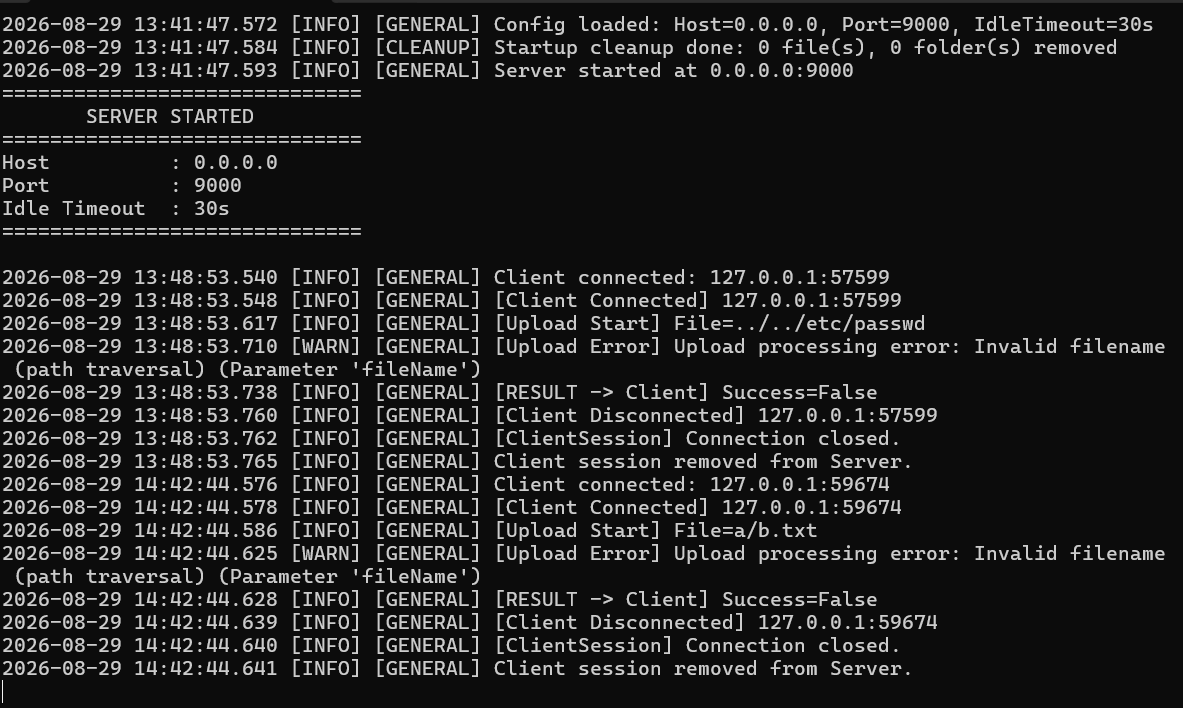 2026-08-29 13:41:47.572 [INFO] [GENERAL] Config loaded: Host=0.0.0.0, Port=9000, IdleTimeout=30s
2026-08-29 13:41:47.584 [INFO] [CLEANUP] Startup cleanup done: 0 file(s), 0 folder(s) removed
2026-08-29 13:41:47.593 [INFO] [GENERAL] Server started at 0.0.0.0:9000
==============================
       SERVER STARTED
==============================
Host          : 0.0.0.0
Port          : 9000
Idle Timeout  : 30s
==============================

2026-08-29 13:48:53.540 [INFO] [GENERAL] Client connected: 127.0.0.1:57599
2026-08-29 13:48:53.548 [INFO] [GENERAL] [Client Connected] 127.0.0.1:57599
2026-08-29 13:48:53.617 [INFO] [GENERAL] [Upload Start] File=../../etc/passwd
2026-08-29 13:48:53.710 [WARN] [GENERAL] [Upload Error] Upload processing error: Invalid filename
 (path traversal) (Parameter 'fileName')
2026-08-29 13:48:53.738 [INFO] [GENERAL] [RESULT -> Client] Success=False
2026-08-29 13:48:53.760 [INFO] [GENERAL] [Client Disconnected] 127.0.0.1:57599
2026-08-29 13:48:53.762 [INFO] [GENERAL] [ClientSession] Connection closed.
2026-08-29 13:48:53.765 [INFO] [GENERAL] Client session removed from Server.
2026-08-29 14:42:44.576 [INFO] [GENERAL] Client connected: 127.0.0.1:59674
2026-08-29 14:42:44.578 [INFO] [GENERAL] [Client Connected] 127.0.0.1:59674
2026-08-29 14:42:44.586 [INFO] [GENERAL] [Upload Start] File=a/b.txt
2026-08-29 14:42:44.625 [WARN] [GENERAL] [Upload Error] Upload processing error: Invalid filename
 (path traversal) (Parameter 'fileName')
2026-08-29 14:42:44.628 [INFO] [GENERAL] [RESULT -> Client] Success=False
2026-08-29 14:42:44.639 [INFO] [GENERAL] [Client Disconnected] 127.0.0.1:59674
2026-08-29 14:42:44.640 [INFO] [GENERAL] [ClientSession] Connection closed.
2026-08-29 14:42:44.641 [INFO] [GENERAL] Client session removed from Server.